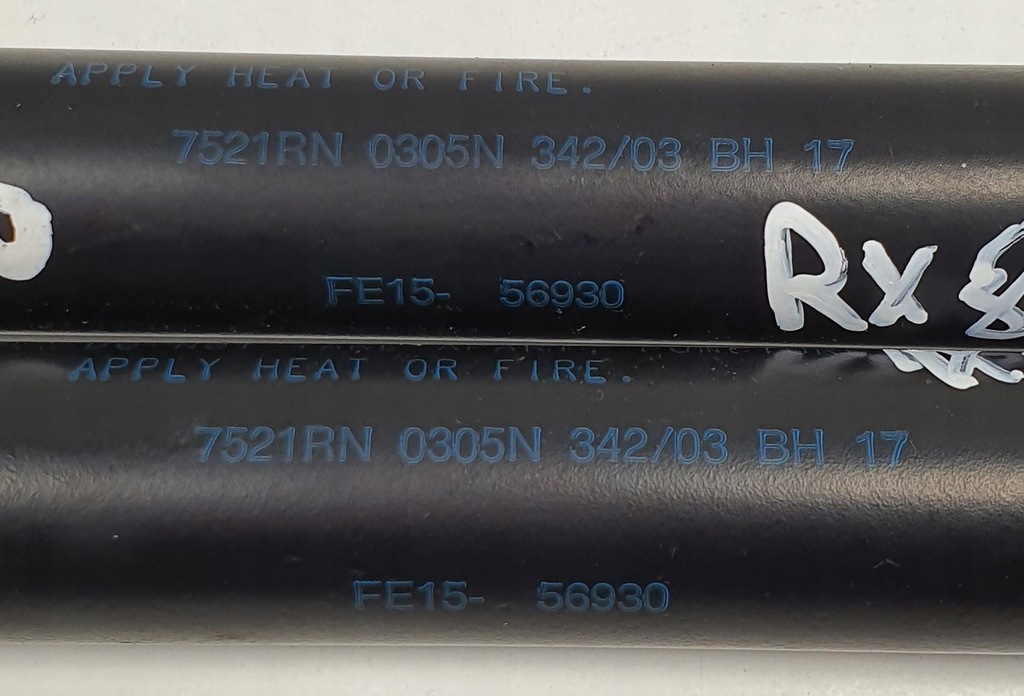 APPLY HEAT OR FIRE.
7521RN 0305N 342/03 BH 17
FE15- 56930
RX8
APPLY HEAT OR FIRE.
7521RN 0305N 342/03 BH 17
FE15- 56930